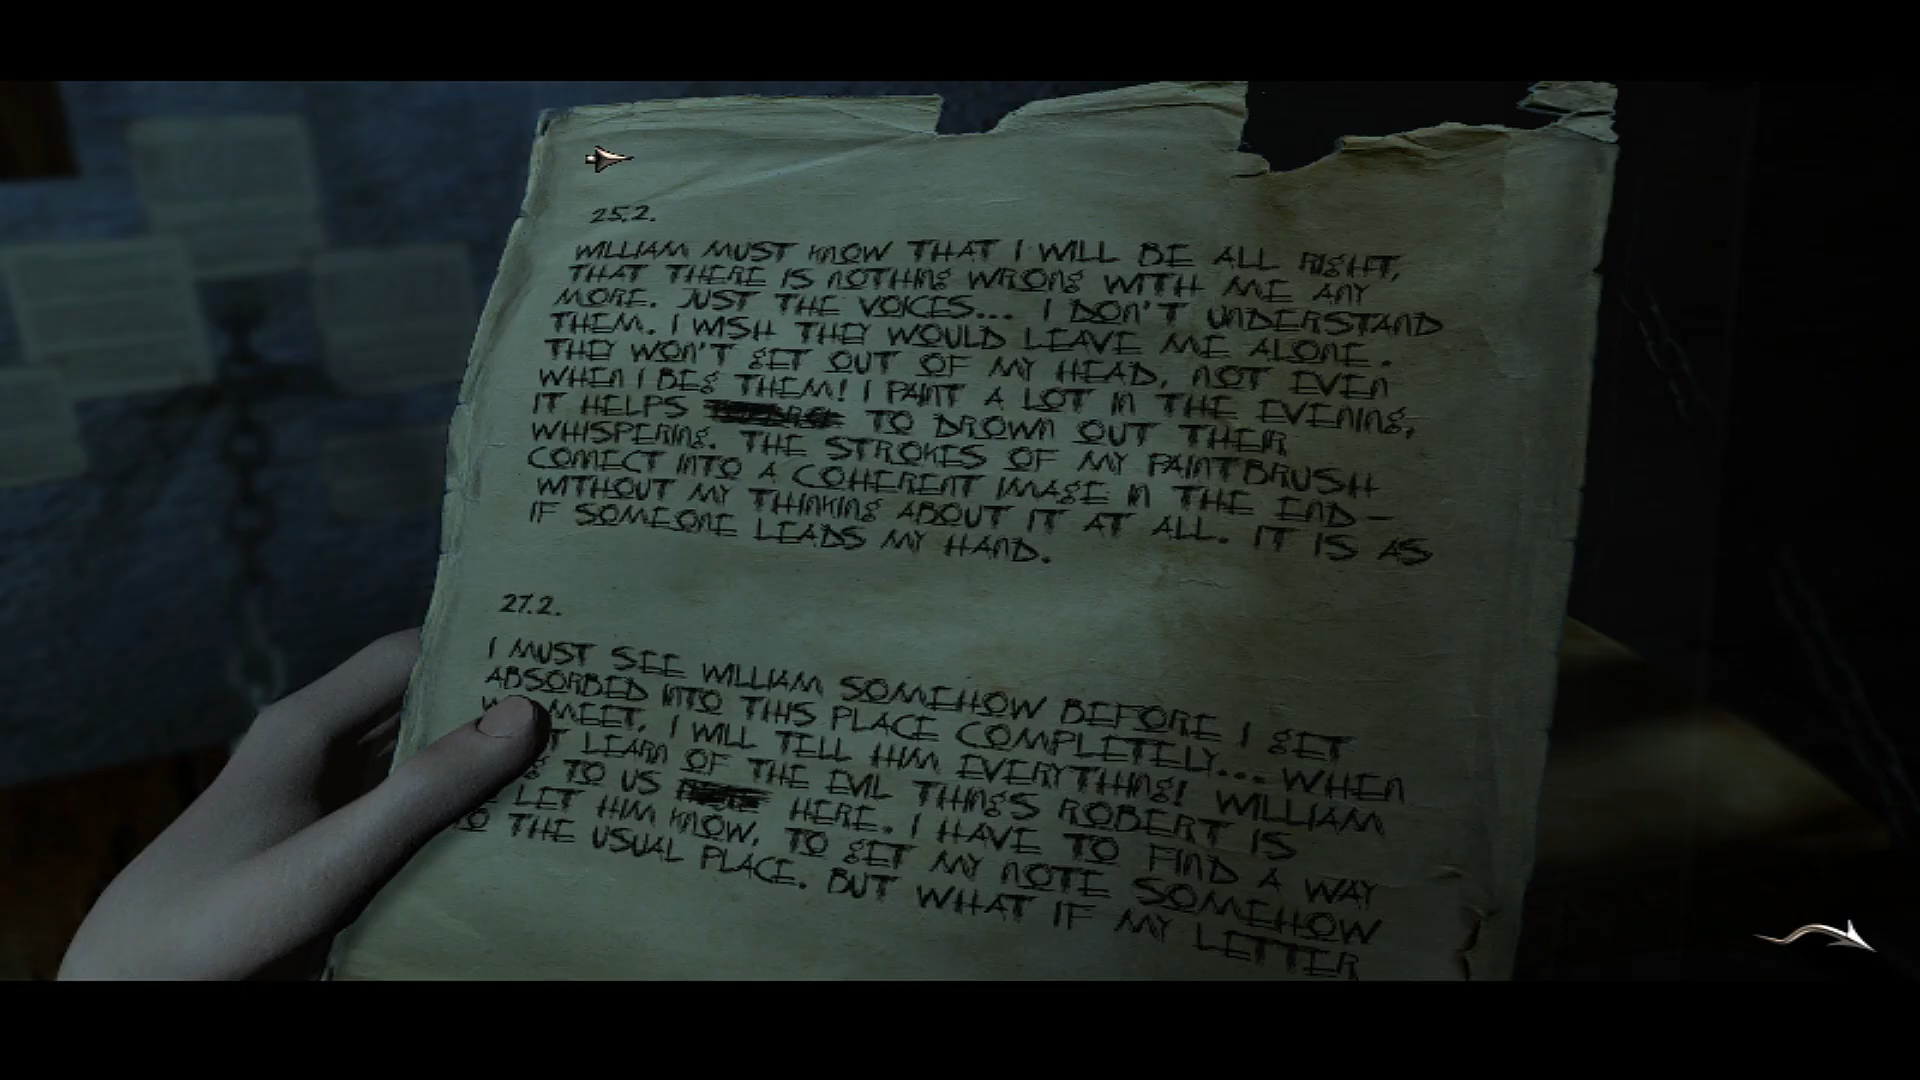 25.2.
WILLIAM MUST KNOW THAT I WILL BE ALL RIGHT,
THAT THERE IS NOTHING WRONG WITH ME ANY
MORE. JUST THE VOICES... I DON'T UNDERSTAND
THEM. I WISH THEY WOULD LEAVE ME ALONE.
THEY WON'T GET OUT OF MY HEAD, NOT EVEN
WHEN I BEG THEM! I PAINT A LOT IN THE EVENING,
IT HELPS TO DROWN OUT THEIR
WHISPERING. THE STROKES OF MY PAINTBRUSH
CONNECT INTO A COHERENT IMAGE IN THE END -
WITHOUT MY THINKING ABOUT IT AT ALL. IT IS AS
IF SOMEONE LEADS MY HAND.
27.2.
I MUST SEE WILLIAM SOMEHOW BEFORE I GET
ABSORBED INTO THIS PLACE COMPLETELY... WHEN
MEET, I WILL TELL HIM EVERYTHING! WILLIAM
LEARN OF THE EVIL THINGS ROBERT IS
TO US HERE. I HAVE TO FIND A WAY
LET HIM KNOW, TO GET MY NOTE SOMEHOW
THE USUAL PLACE. BUT WHAT IF MY LETTER